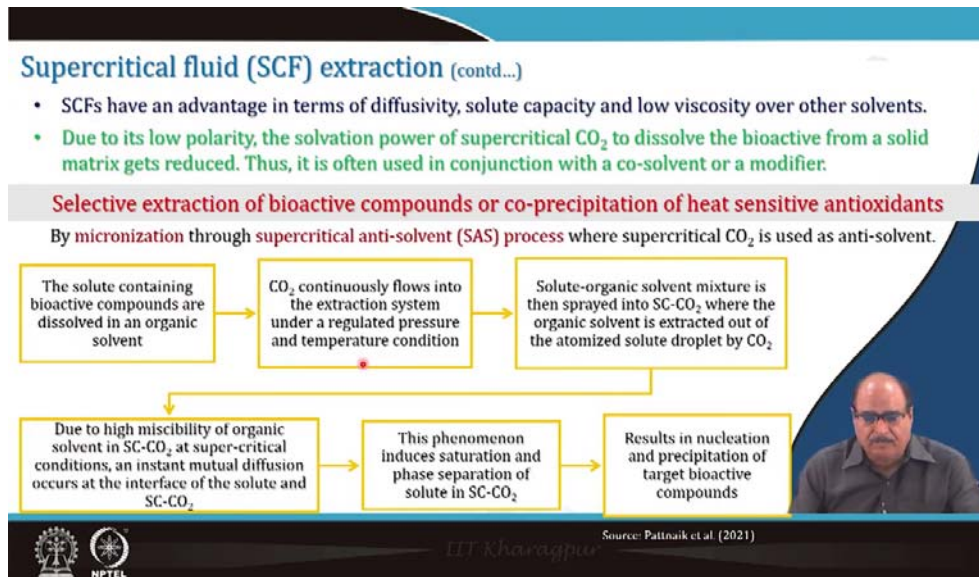 Supercritical fluid (SCF) extraction (contd...)
• SCFs have an advantage in terms of diffusivity, solute capacity and low viscosity over other solvents.
• Due to its low polarity, the solvation power of supercritical CO₂ to dissolve the bioactive from a solid
matrix gets reduced. Thus, it is often used in conjunction with a co-solvent or a modifier.
Selective extraction of bioactive compounds or co-precipitation of heat sensitive antioxidants
By micronization through supercritical anti-solvent (SAS) process where supercritical CO₂ is used as anti-solvent.
The solute containing
bioactive compounds are
dissolved in an organic
solvent
CO₂ continuously flows into
the extraction system
under a regulated pressure
and temperature condition
Solute-organic solvent mixture is
then sprayed into SC-CO₂ where the
organic solvent is extracted out of
the atomized solute droplet by CO₂
Due to high miscibility of organic
solvent in SC-CO₂ at super-critical
conditions, an instant mutual diffusion
occurs at the interface of the solute and
SC-CO₂
This phenomenon
induces saturation and
phase separation of
solute in SC-CO₂
Results in nucleation
and precipitation of
target bioactive
compounds
Source: Pattnaik et al. (2021)
IIT Kharagpur
NPTEL